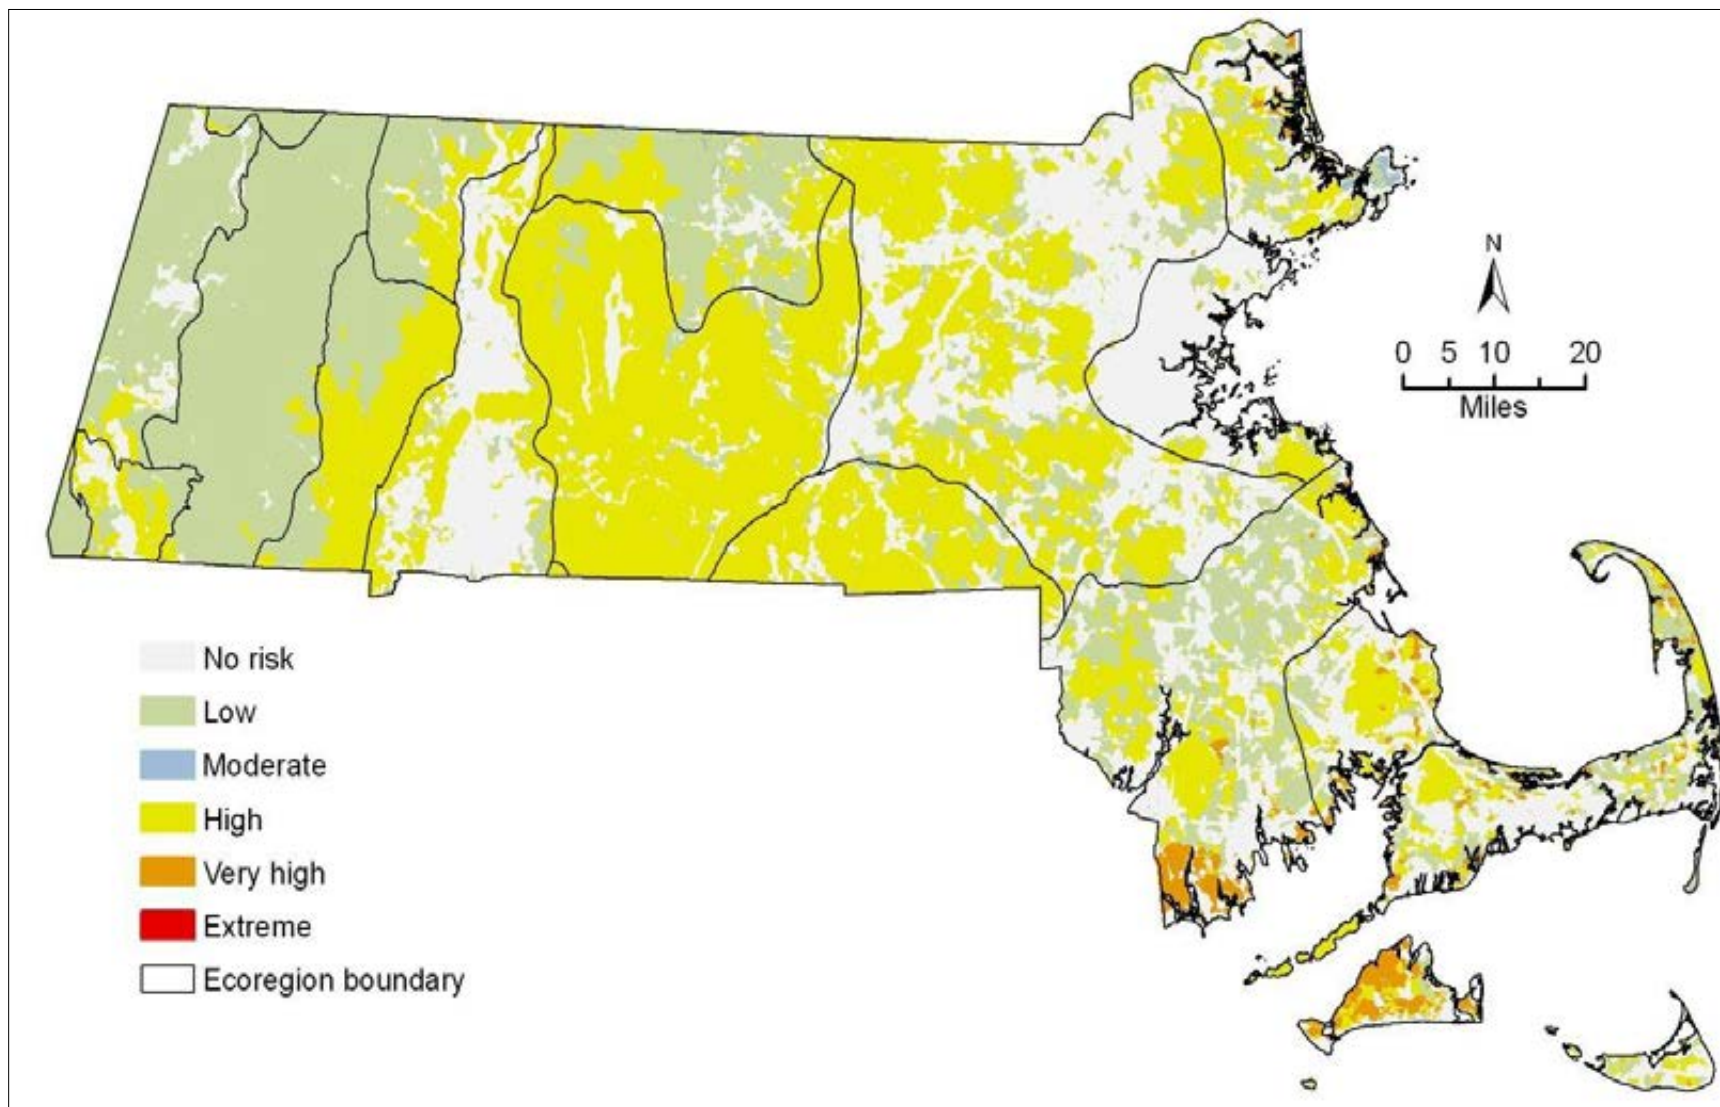 N
0 5 10 20
Miles
No risk
Low
Moderate
High
Very high
Extreme
Ecoregion boundary